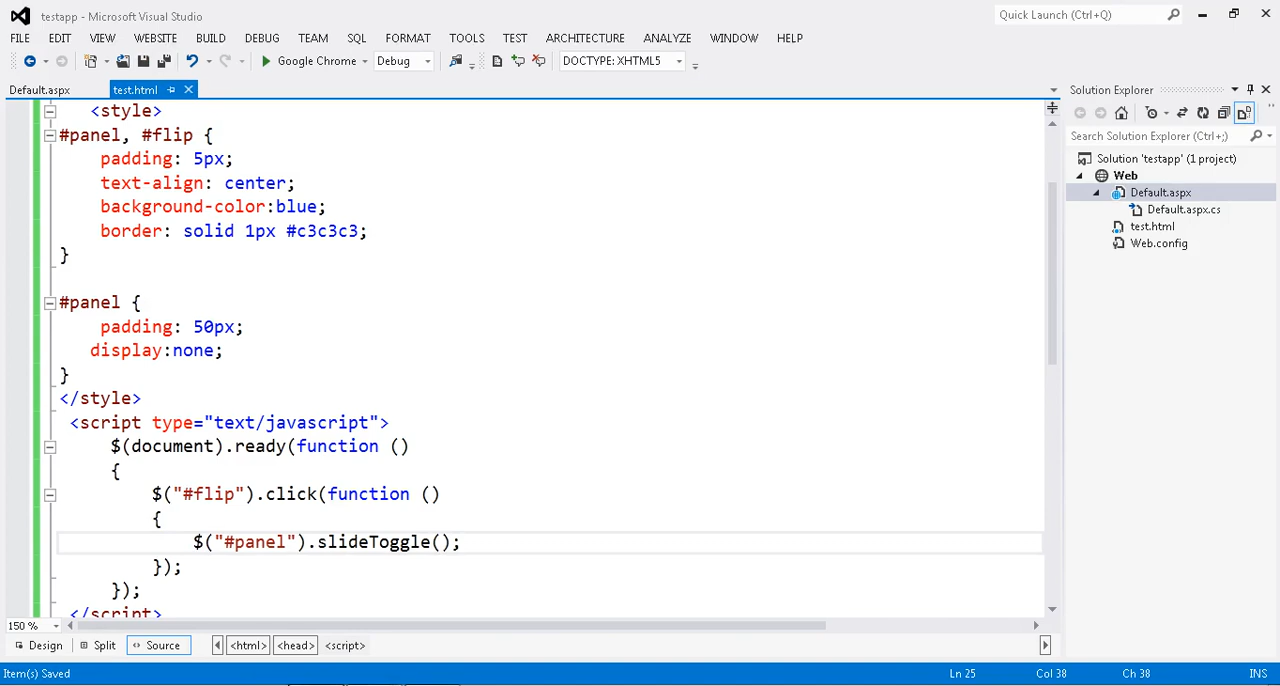 testapp - Microsoft Visual Studio
Quick Launch (Ctrl+Q)
FILE EDIT VIEW WEBSITE BUILD DEBUG TEAM SQL FORMAT TOOLS TEST ARCHITECTURE ANALYZE WINDOW HELP
Google Chrome Debug DOCTYPE: XHTML5
Default.aspx test.html
<style>
#panel, #flip {
padding: 5px;
text-align: center;
background-color:blue;
border: solid 1px #c3c3c3;
}
#panel {
padding: 50px;
display:none;
}
</style>
<script type="text/javascript">
$(document).ready(function ()
{
$("#flip").click(function ()
{
$("#panel").slideToggle();
});
});
</script>
150 %
Design Split Source <html> <head> <script>
Item(s) Saved Ln 25 Col 38 Ch 38 INS
Solution Explorer
Search Solution Explorer (Ctrl+;)
Solution 'testapp' (1 project)
Web
Default.aspx
Default.aspx.cs
test.html
Web.config